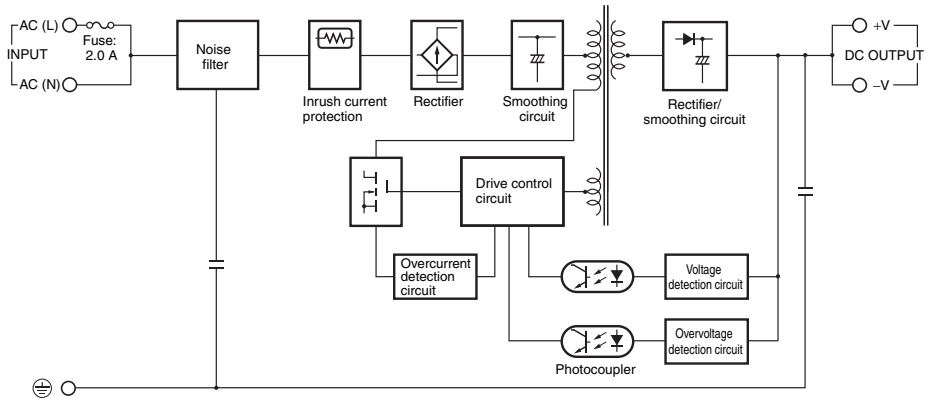 AC (L)
Fuse:
2.0 A
INPUT
AC (N)
Noise
filter
Inrush current
protection
Rectifier
Smoothing
circuit
Rectifier/
smoothing circuit
+V
DC OUTPUT
−V
Drive control
circuit
Overcurrent
detection
circuit
Voltage
detection circuit
Overvoltage
detection circuit
Photocoupler